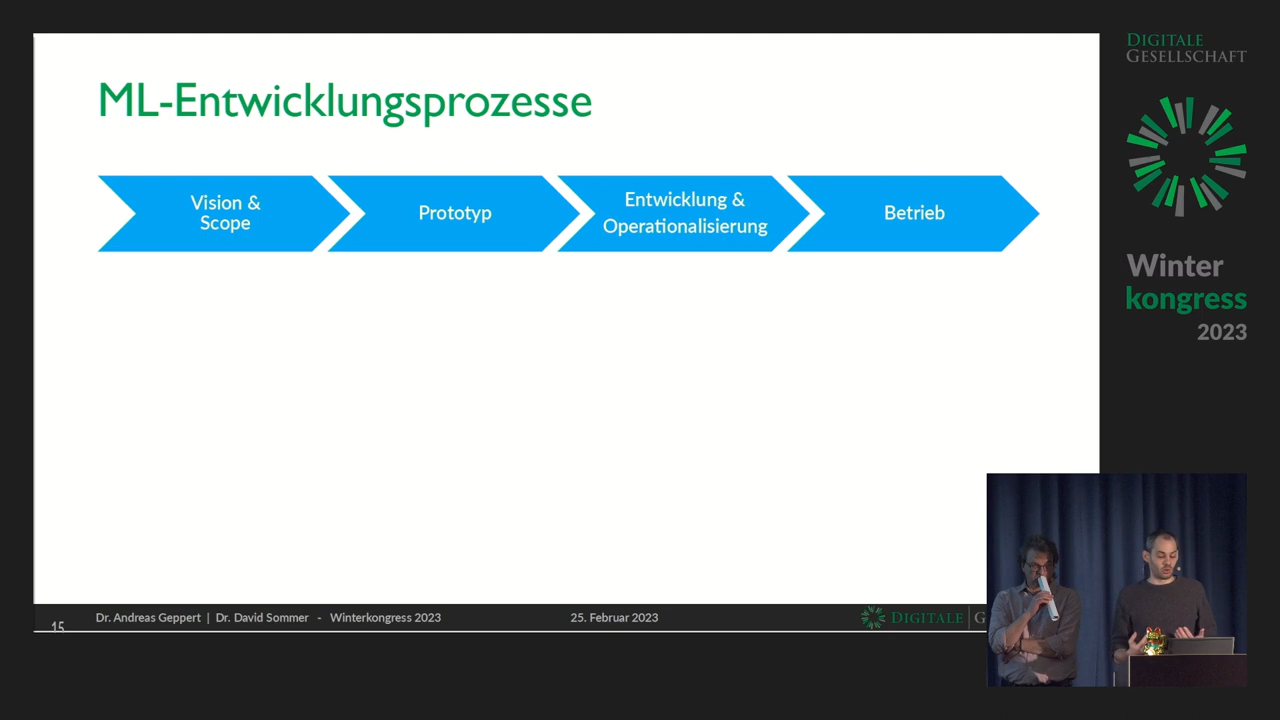 ML-Entwicklungsprozesse
Vision &
Scope
Prototyp
Entwicklung &
Operationalisierung
Betrieb
15
Dr. Andreas Geppert | Dr. David Sommer - Winterkongress 2023
25. Februar 2023
DIGITALE G
DIGITALE
GESELLSCHAFT
Winter
kongress
2023